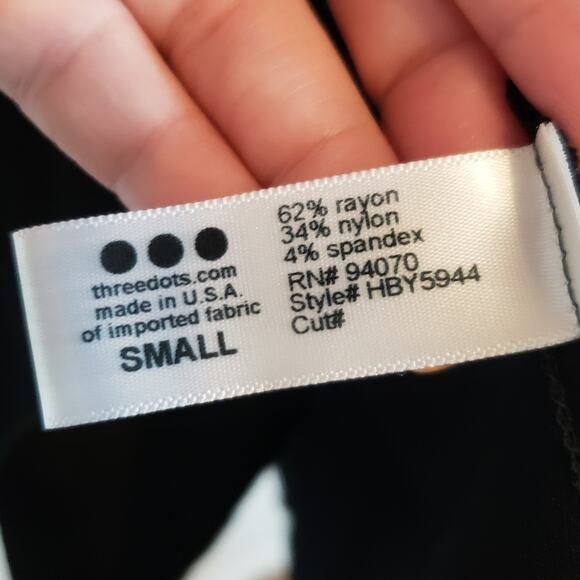 threedots.com
made in U.S.A.
of imported fabric
SMALL
62% rayon
34% nylon
4% spandex
RN# 94070
Style# HBY5944
Cut#